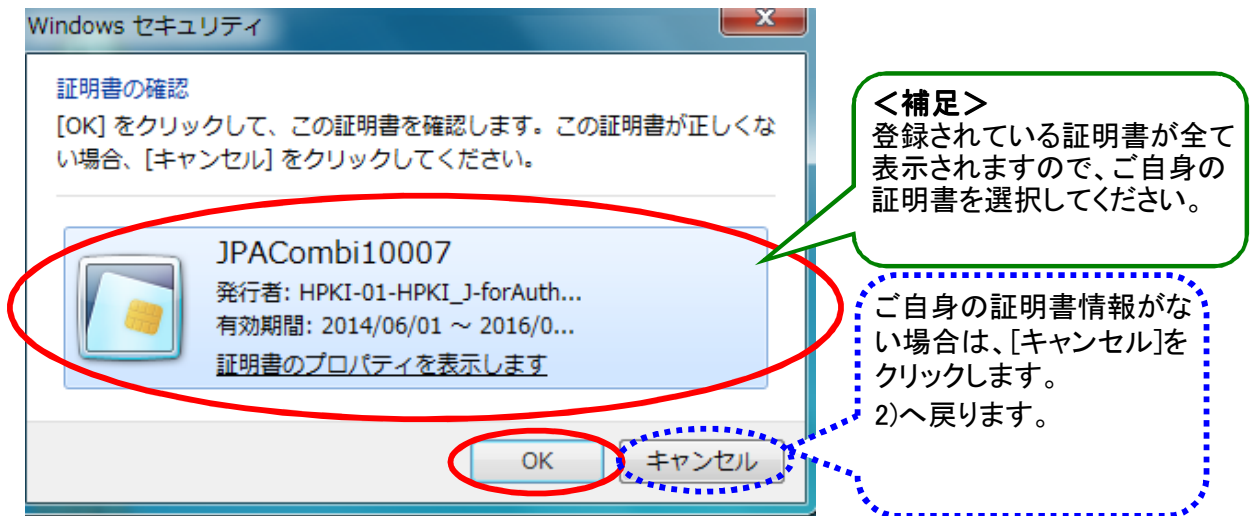 Windows セキュリティ
証明書の確認
[OK] をクリックして、この証明書を確認します。この証明書が正しくな
い場合、[キャンセル] をクリックしてください。
JPACombi10007
発行者: HPKI-01-HPKI_J-forAuth...
有効期間: 2014/06/01 ～ 2016/0...
証明書のプロパティを表示します
OK
キャンセル
＜補足＞
登録されている証明書が全て
表示されますので、ご自身の
証明書を選択してください。
ご自身の証明書情報がな
い場合は、[キャンセル]を
クリックします。
2)へ戻ります。